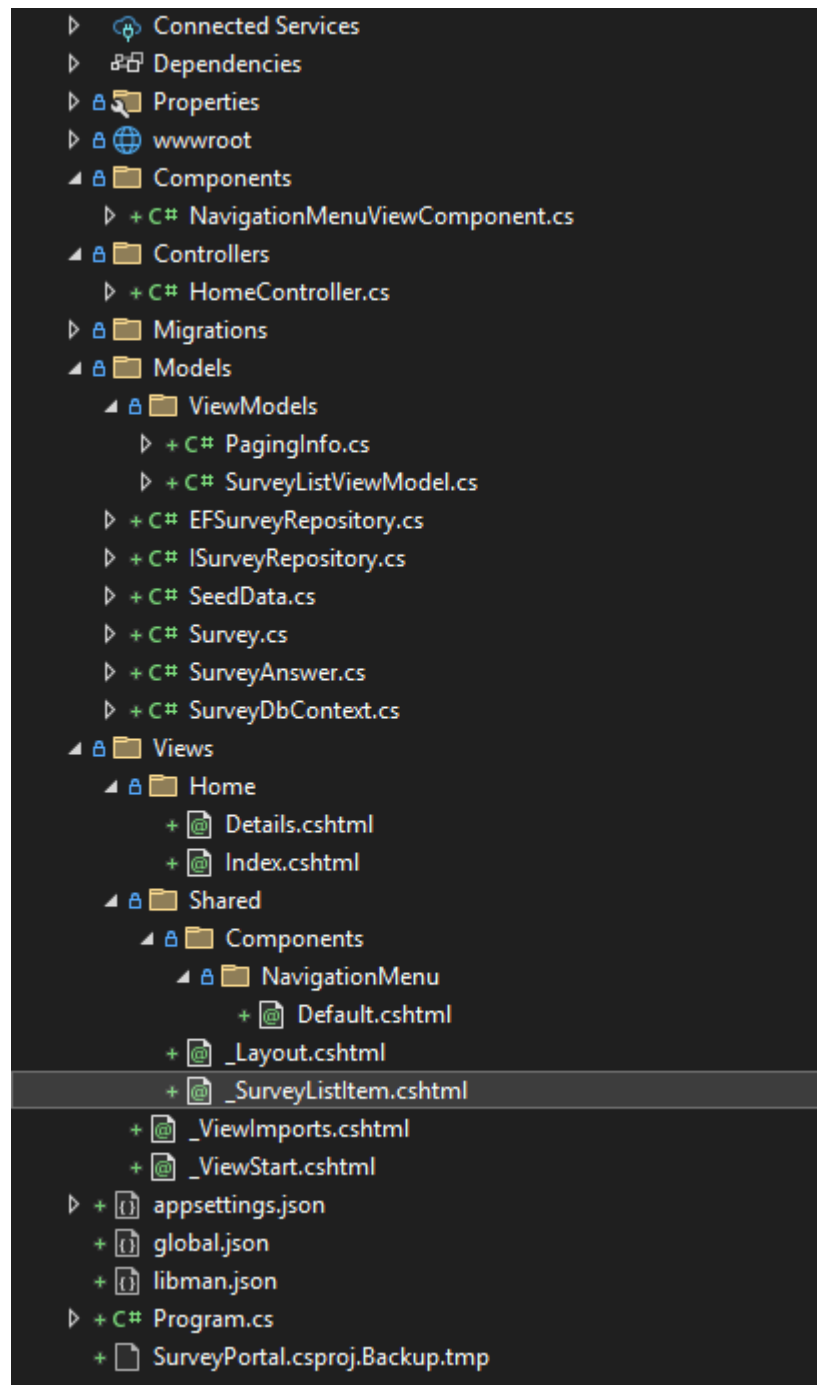 Connected Services
Dependencies
Properties
wwwroot
Components
+ C# NavigationMenuViewComponent.cs
Controllers
+ C# HomeController.cs
Migrations
Models
ViewModels
+ C# PagingInfo.cs
+ C# SurveyListViewModel.cs
+ C# EFSurveyRepository.cs
+ C# ISurveyRepository.cs
+ C# SeedData.cs
+ C# Survey.cs
+ C# SurveyAnswer.cs
+ C# SurveyDbContext.cs
Views
Home
+ @ Details.cshtml
+ @ Index.cshtml
Shared
Components
NavigationMenu
+ @ Default.cshtml
+ @ _Layout.cshtml
+ @ _SurveyListItem.cshtml
+ @ _ViewImports.cshtml
+ @ _ViewStart.cshtml
+ {} appsettings.json
+ {} global.json
+ {} libman.json
+ C# Program.cs
+ SurveyPortal.csproj.Backup.tmp